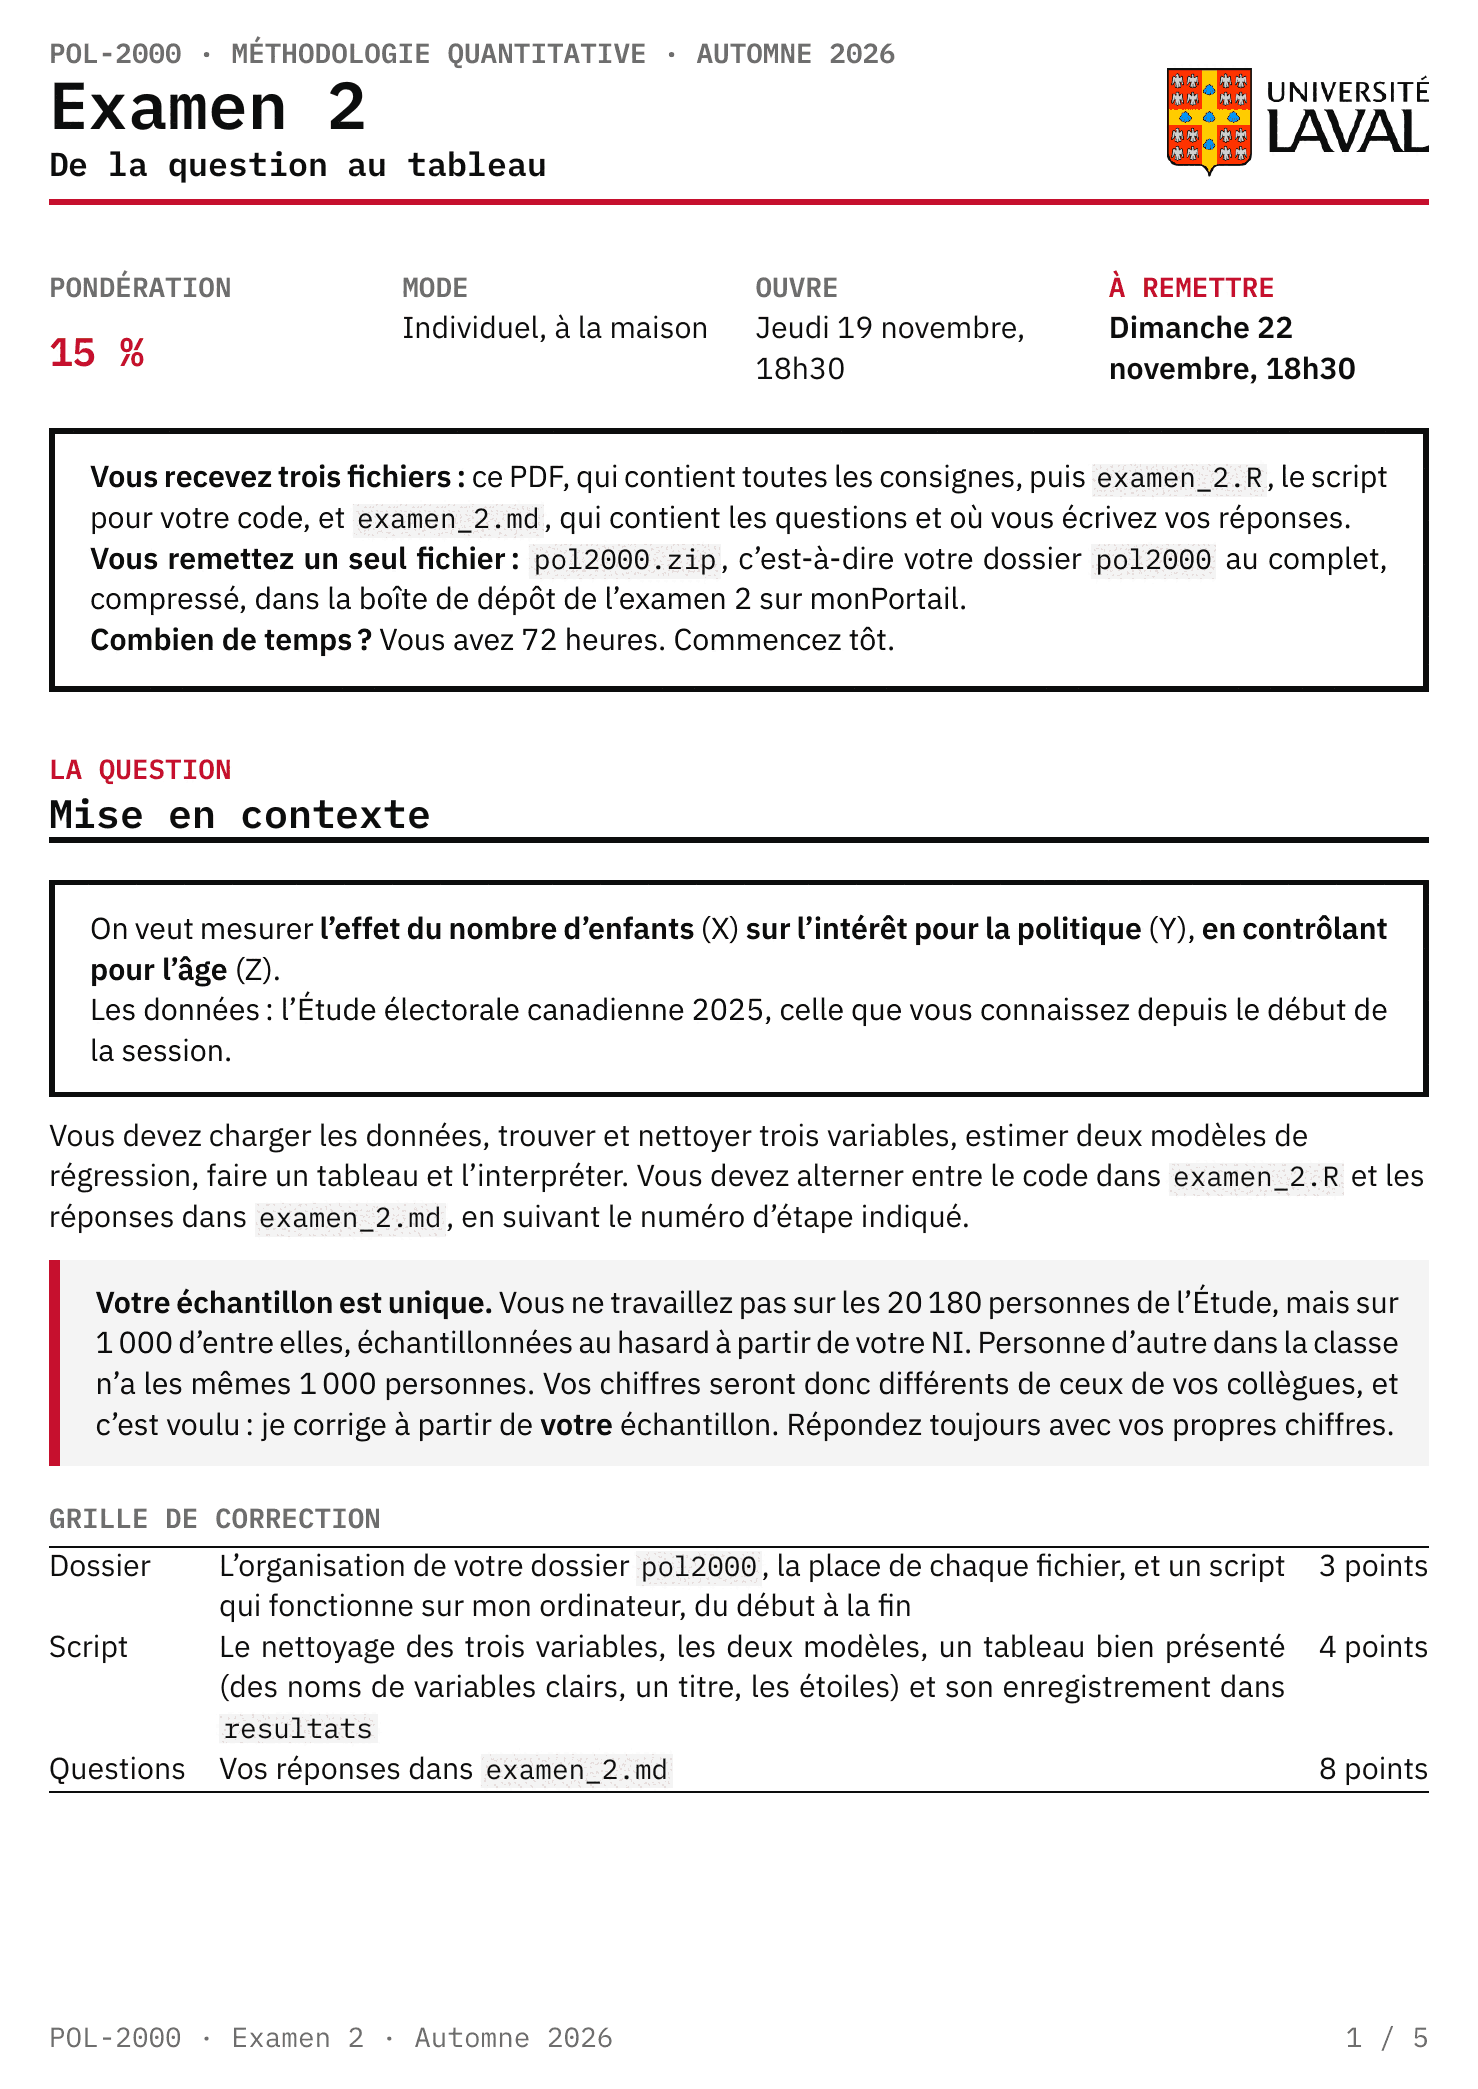 POL-2000 · MÉTHODOLOGIE QUANTITATIVE · AUTOMNE 2026
Examen 2
De la question au tableau
UNIVERSITÉ
LAVAL
PONDÉRATION
15 %
MODE
Individuel, à la maison
OUVRE
Jeudi 19 novembre,
18h30
À REMETTRE
Dimanche 22
novembre, 18h30
Vous recevez trois fichiers : ce PDF, qui contient toutes les consignes, puis examen_2.R, le script
pour votre code, et examen_2.md, qui contient les questions et où vous écrivez vos réponses.
Vous remettez un seul fichier : pol2000.zip, c’est-à-dire votre dossier pol2000 au complet,
compressé, dans la boîte de dépôt de l’examen 2 sur monPortail.
Combien de temps ? Vous avez 72 heures. Commencez tôt.
LA QUESTION
Mise en contexte
On veut mesurer l’effet du nombre d’enfants (X) sur l’intérêt pour la politique (Y), en contrôlant
pour l’âge (Z).
Les données : l’Étude électorale canadienne 2025, celle que vous connaissez depuis le début de
la session.
Vous devez charger les données, trouver et nettoyer trois variables, estimer deux modèles de
régression, faire un tableau et l’interpréter. Vous devez alterner entre le code dans examen_2.R et les
réponses dans examen_2.md, en suivant le numéro d’étape indiqué.
Votre échantillon est unique. Vous ne travaillez pas sur les 20 180 personnes de l’Étude, mais sur
1 000 d’entre elles, échantillonnées au hasard à partir de votre NI. Personne d’autre dans la classe
n’a les mêmes 1 000 personnes. Vos chiffres seront donc différents de ceux de vos collègues, et
c’est voulu : je corrige à partir de votre échantillon. Répondez toujours avec vos propres chiffres.
GRILLE DE CORRECTION
Dossier L’organisation de votre dossier pol2000, la place de chaque fichier, et un script 3 points
qui fonctionne sur mon ordinateur, du début à la fin
Script Le nettoyage des trois variables, les deux modèles, un tableau bien présenté 4 points
(des noms de variables clairs, un titre, les étoiles) et son enregistrement dans
resultats
Questions Vos réponses dans examen_2.md 8 points
POL-2000 · Examen 2 · Automne 2026 1 / 5